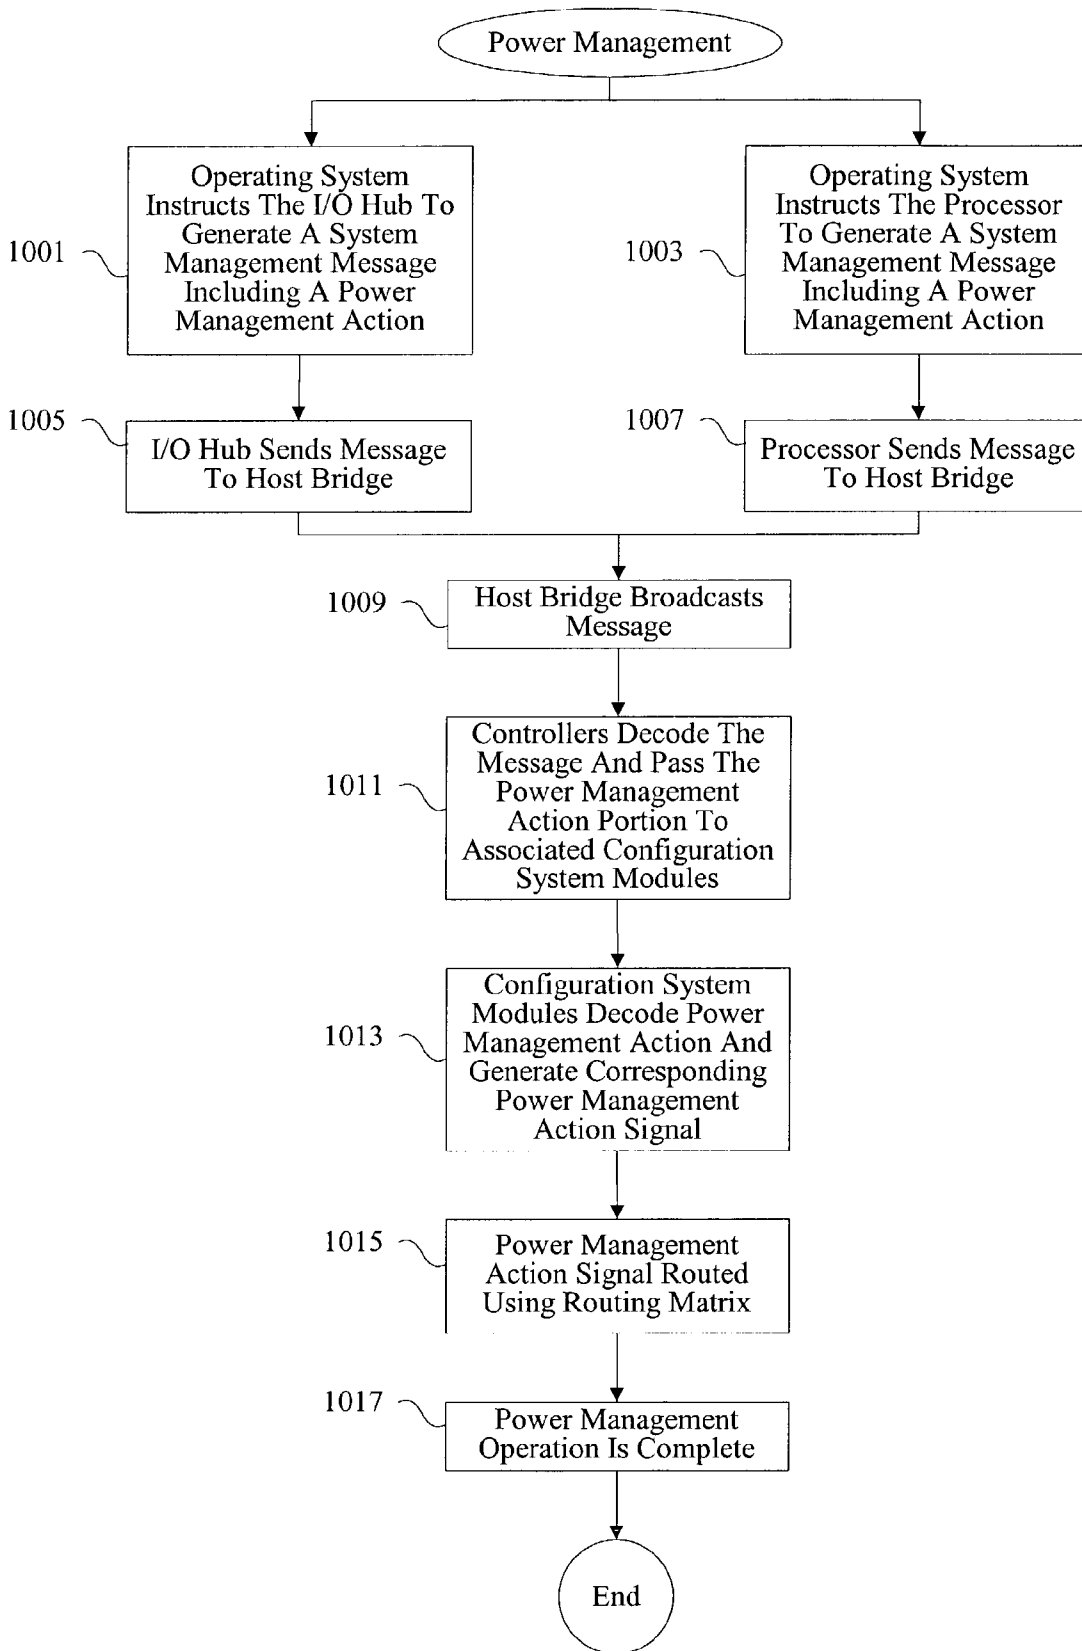 Power Management
1001
Operating System
Instructs The I/O Hub To
Generate A System
Management Message
Including A Power
Management Action
1003
Operating System
Instructs The Processor
To Generate A System
Management Message
Including A Power
Management Action
1005
I/O Hub Sends Message
To Host Bridge
1007
Processor Sends Message
To Host Bridge
1009
Host Bridge Broadcasts
Message
1011
Controllers Decode The
Message And Pass The
Power Management
Action Portion To
Associated Configuration
System Modules
1013
Configuration System
Modules Decode Power
Management Action And
Generate Corresponding
Power Management
Action Signal
1015
Power Management
Action Signal Routed
Using Routing Matrix
1017
Power Management
Operation Is Complete
End